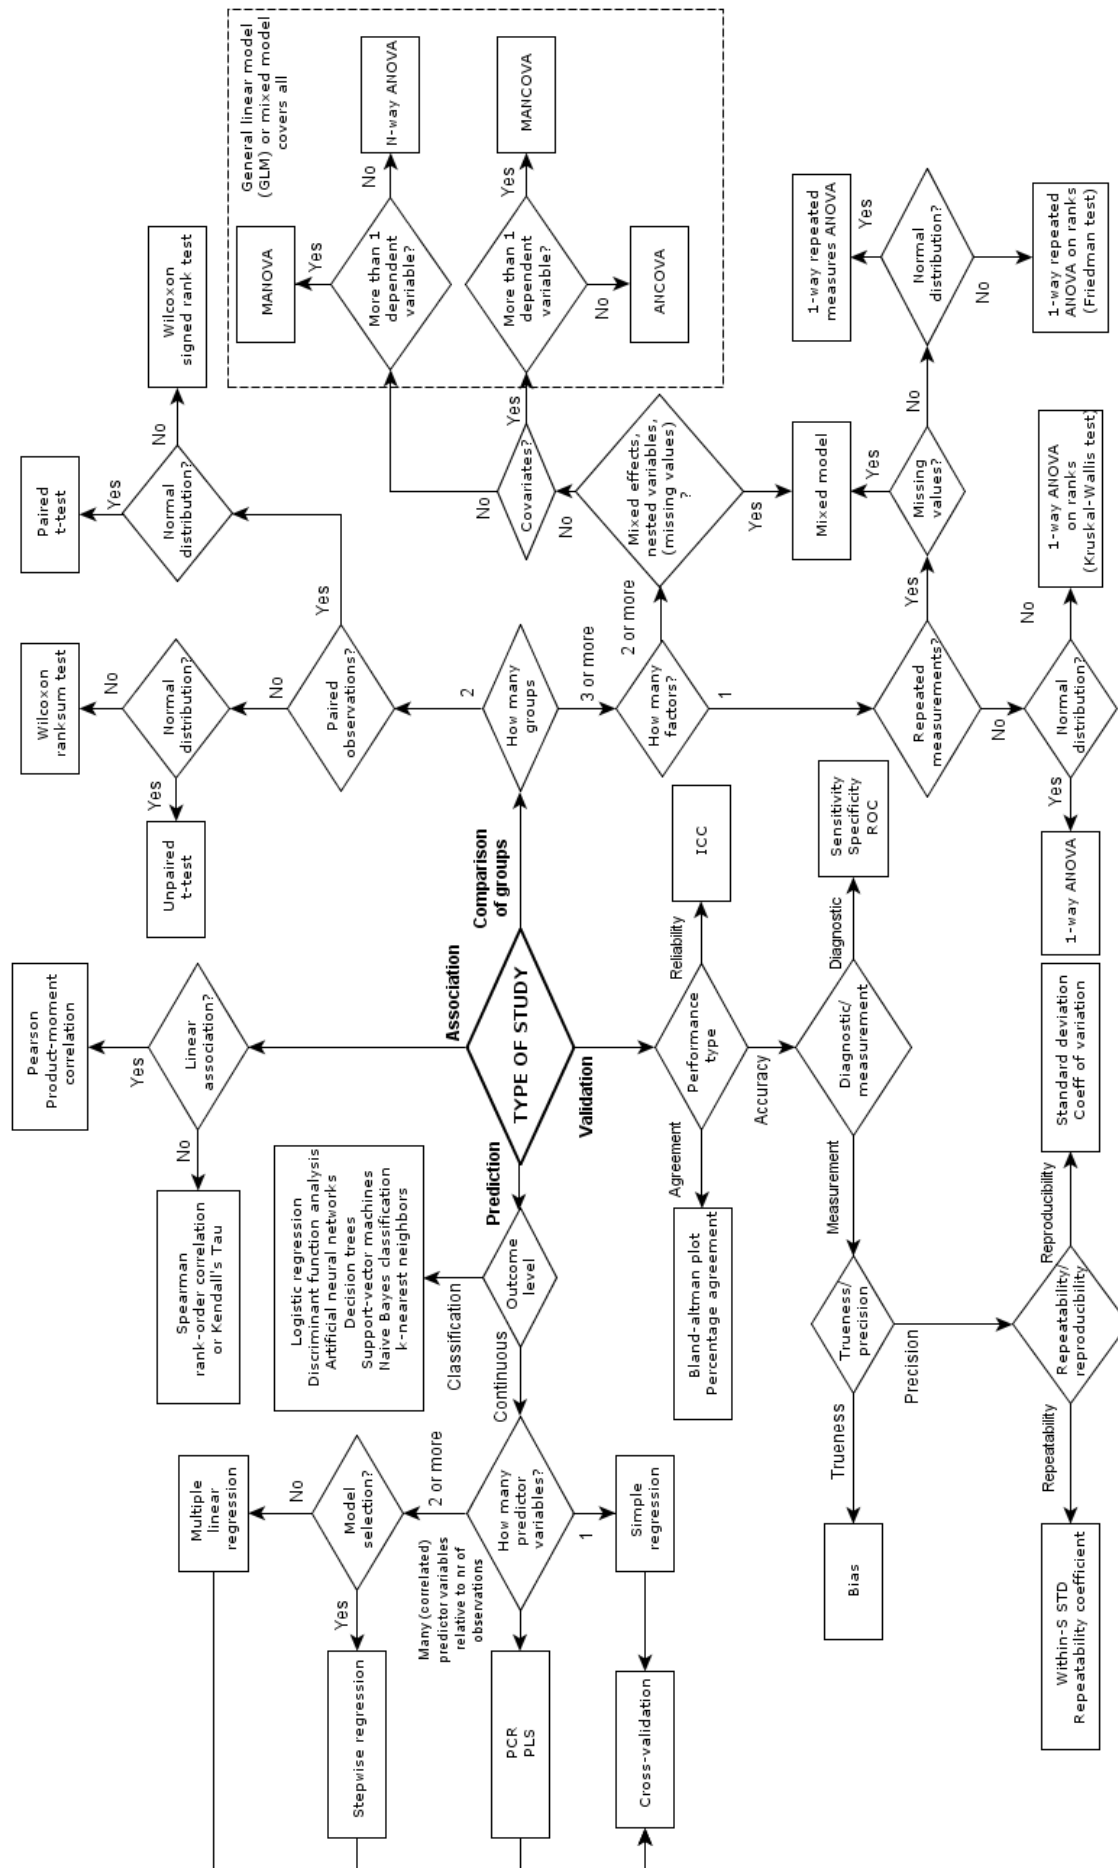 Pearson
Product-moment
correlation
Yes
Linear
association?
No
Spearman
rank-order correlation
or Kendall's Tau
Wilcoxon
ranksum test
No
Normal
distribution?
Yes
Unpaired
t-test
Paired
t-test
Yes
Normal
distribution?
No
Wilcoxon
signed rank test
No
Paired
observations?
Yes
General linear model
(GLM) or mixed model
covers all
MANOVA
Yes
More than 1
dependent
variable?
No
N-way ANOVA
Multiple
linear
regression
No
Model
selection?
Yes
Stepwise regression
2 or more
Many (correlated)
predictor variables
relative to nr of
observations
How many
predictor
variables?
1
PCR
PLS
Simple
regression
Cross-validation
Logistic regression
Discriminant function analysis
Artificial neural networks
Decision trees
Support-vector machines
Naive Bayes classification
k-nearest neighbors
Classification
Continuous
Outcome
level
Prediction
Association
TYPE OF STUDY
Comparison
of groups
Validation
2
How many
groups
3 or more
No
Covariates?
Yes
No
More than 1
dependent
variable?
Yes
MANCOVA
No
ANCOVA
How many
factors?
2 or more
1
Mixed effects,
nested variables,
(missing values)
?
Yes
Mixed model
Yes
Agreement
Performance
type
Reliability
ICC
Bland-altman plot
Percentage agreement
Accuracy
Measurement
Diagnostic/
measurement
Diagnostic
Sensitivity
Specificity
ROC
Trueness
Trueness/
precision
Precision
Bias
Repeatability
Repeatability/
reproducibility
Reproducibility
Within-S STD
Repeatability coefficient
Standard deviation
Coeff of variation
Repeated
measurements?
Yes
Missing
values?
No
1-way repeated
measures ANOVA
Yes
Normal
distribution?
No
1-way repeated
ANOVA on ranks
(Friedman test)
No
Yes
Normal
distribution?
No
1-way ANOVA
1-way ANOVA
on ranks
(Kruskal-Wallis test)